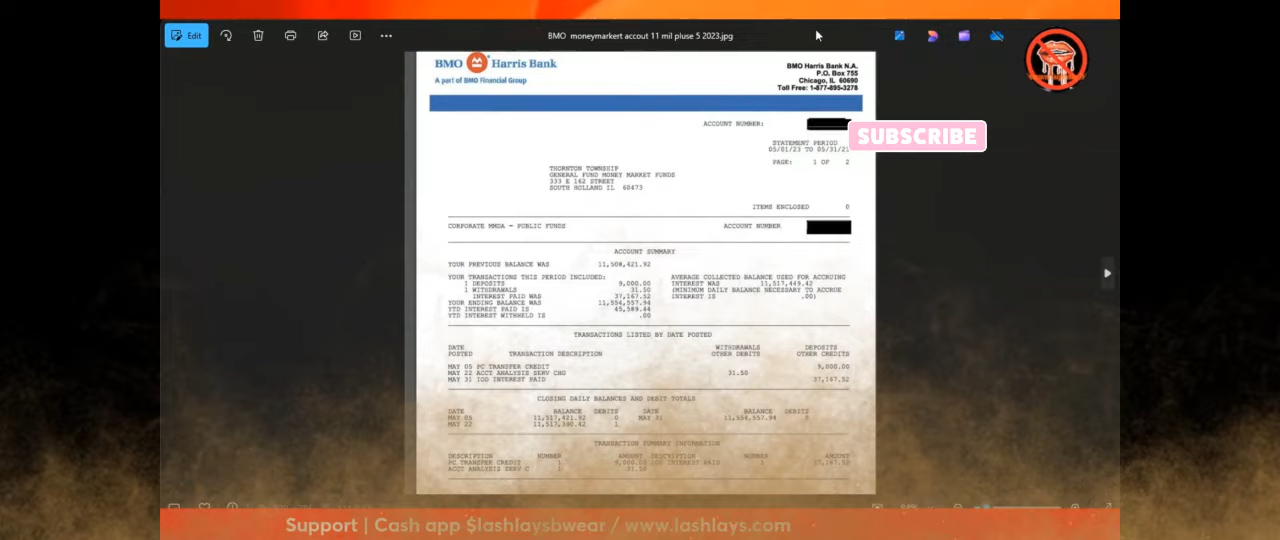 Edit
BMO moneymarkert accout 11 mil pluse 5 2023.jpg
BMO Harris Bank
A part of BMO Financial Group
BMO Harris Bank N.A.
P.O. Box 755
Chicago, IL 60690
Toll Free: 1-877-895-3278
ACCOUNT NUMBER:
SUBSCRIBE
STATEMENT PERIOD
05/01/23 TO 05/31/23
PAGE: 1 OF 2
THORNTON TOWNSHIP
GENERAL FUND MONEY MARKET FUNDS
333 E 162 STREET
SOUTH HOLLAND IL 60473
ITEMS ENCLOSED 0
CORPORATE MMDA - PUBLIC FUNDS ACCOUNT NUMBER
ACCOUNT SUMMARY
YOUR PREVIOUS BALANCE WAS 11,508,421.92
YOUR TRANSACTIONS THIS PERIOD INCLUDED: AVERAGE COLLECTED BALANCE USED FOR ACCRUING
1 DEPOSITS 9,000.00 INTEREST WAS 11,517,449.42
1 WITHDRAWALS 31.50 (MINIMUM DAILY BALANCE NECESSARY TO ACCRUE
INTEREST PAID WAS 37,167.52 INTEREST IS .00)
YOUR ENDING BALANCE WAS 11,554,557.94
YTD INTEREST PAID IS 45,589.44
YTD INTEREST WITHHELD IS .00
TRANSACTIONS LISTED BY DATE POSTED
DATE WITHDRAWALS DEPOSITS
POSTED TRANSACTION DESCRIPTION OTHER DEBITS OTHER CREDITS
MAY 05 PC TRANSFER CREDIT 9,000.00
MAY 22 ACCT ANALYSIS SERV CHG 31.50
MAY 31 IOD INTEREST PAID 37,167.52
CLOSING DAILY BALANCES AND DEBIT TOTALS
DATE BALANCE DEBITS DATE BALANCE DEBITS
MAY 05 11,517,421.92 0 MAY 31 11,554,557.94 0
MAY 22 11,517,390.42 1
TRANSACTION SUMMARY INFORMATION
DESCRIPTION NUMBER AMOUNT DESCRIPTION NUMBER AMOUNT
PC TRANSFER CREDIT 1 9,000.00 IOD INTEREST PAID 1 37,167.52
ACCT ANALYSIS SERV C 1 31.50
Support | Cash app $lashlaysbwear / www.lashlays.com